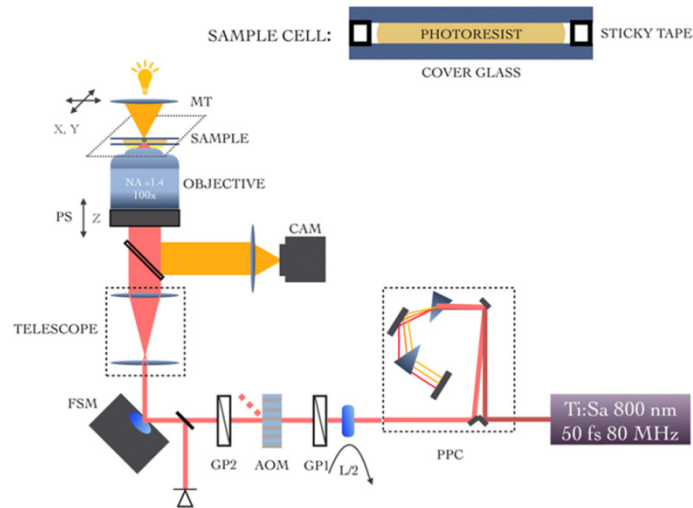 SAMPLE CELL:
PHOTORESIST
STICKY TAPE
COVER GLASS
MT
X, Y
SAMPLE
NA =1.4
100x
OBJECTIVE
PS
Z
CAM
TELESCOPE
FSM
GP2
AOM
GP1
L/2
PPC
Ti:Sa 800 nm
50 fs 80 MHz